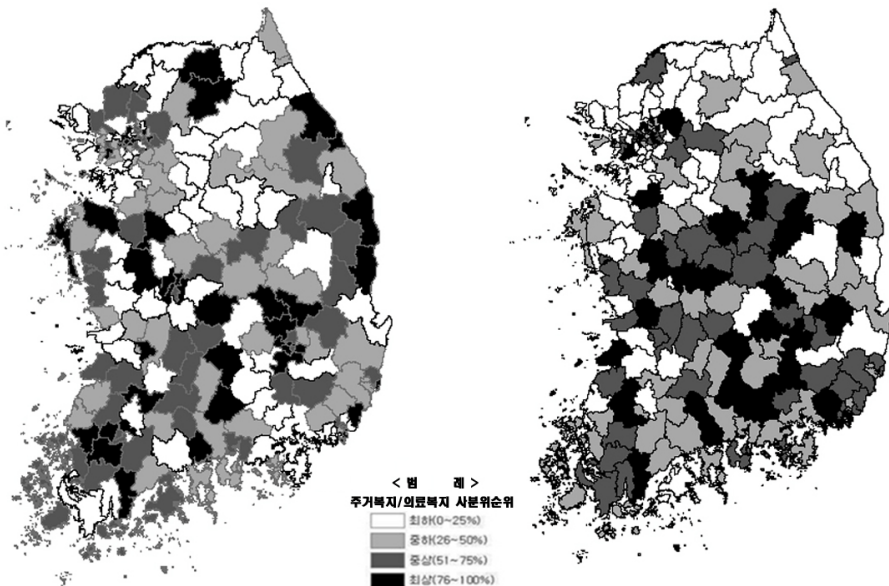 < 범 례 >
주거복지/의료복지 사분위순위
최하(0~25%)
중하(26~50%)
중상(51~75%)
최상(76~100%)